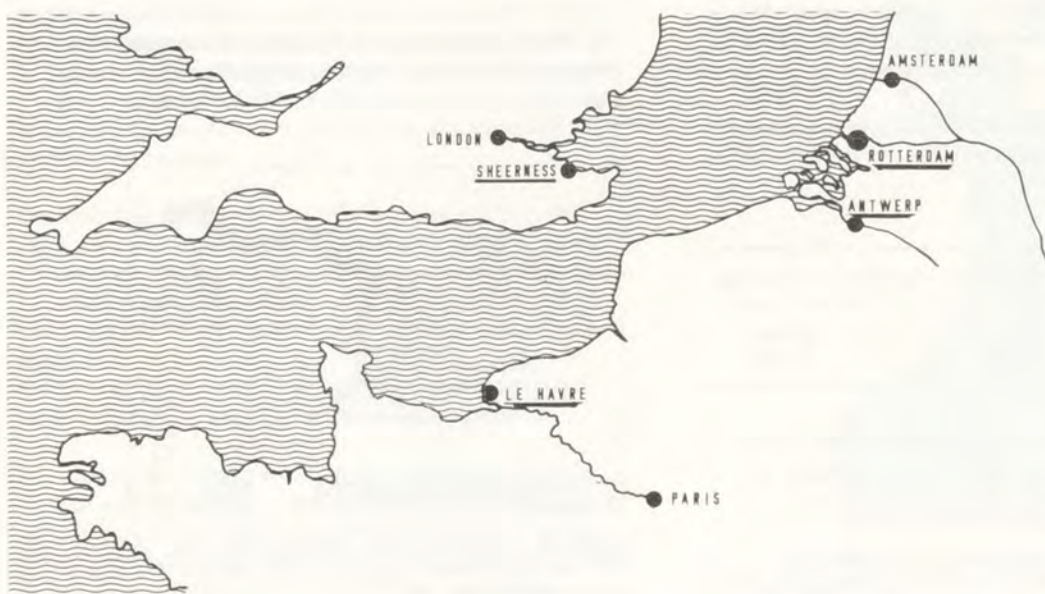 AMSTERDAM
LONDON
ROTTERDAM
SHEERNESS
ANTWERP
LE HAVRE
PARIS